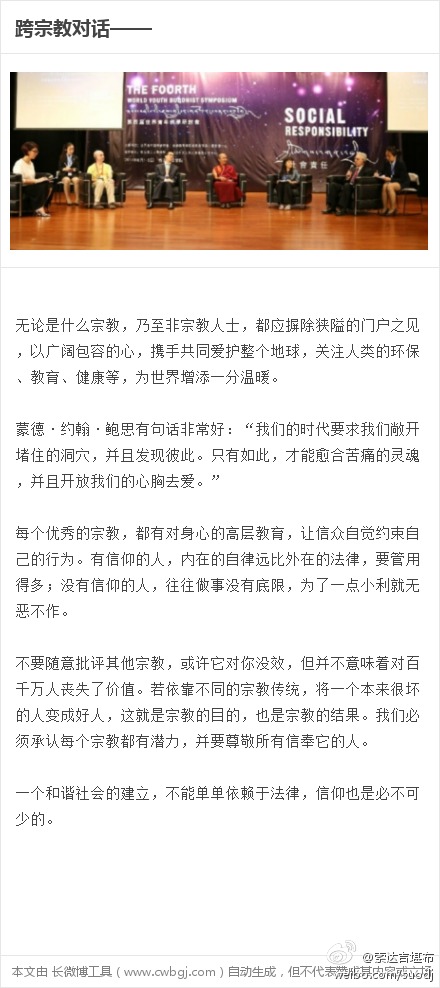 跨宗教对话——
THE FOURTH
WORLD YOUTH BUDDHIST SYMPOSIUM
SOCIAL
RESPONSIBILITY
无论是什么宗教，乃至非宗教人士，都应摒除狭隘的门户之见
，以广阔包容的心，携手共同爱护整个地球，关注人类的环保
、教育、健康等，为世界增添一分温暖。
蒙德·约翰·鲍思有句话非常好：“我们的时代要求我们敞开
堵住的洞穴，并且发现彼此。只有如此，才能愈合苦痛的灵魂
，并且开放我们的心胸去爱。”
每个优秀的宗教，都有对身心的高层教育，让信众自觉约束自
己的行为。有信仰的人，内在的自律远比外在的法律，要管用
得多；没有信仰的人，往往做事没有底限，为了一点小利就无
恶不作。
不要随意批评其他宗教，或许它对你没效，但并不意味着对百
千万人丧失了价值。若依靠不同的宗教传统，将一个本来很坏
的人变成好人，这就是宗教的目的，也是宗教的结果。我们必
须承认每个宗教都有潜力，并要尊敬所有信奉它的人。
一个和谐社会的建立，不能单单依赖于法律，信仰也是必不可
少的。
@索达吉堪布
weibo.com/suodj
本文由 长微博工具（www.cwbgj.com）自动生成，但不代表赞成其内容或立场